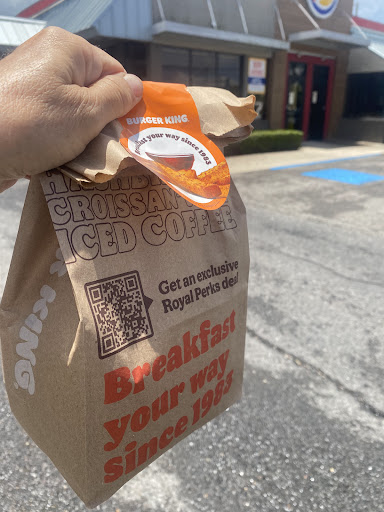 BURGER KING
your way since 1983
CROISSAN
ICED COFFEE
Get an exclusive
Royal Perks deal
KING
Breakfast
your way
since 1983